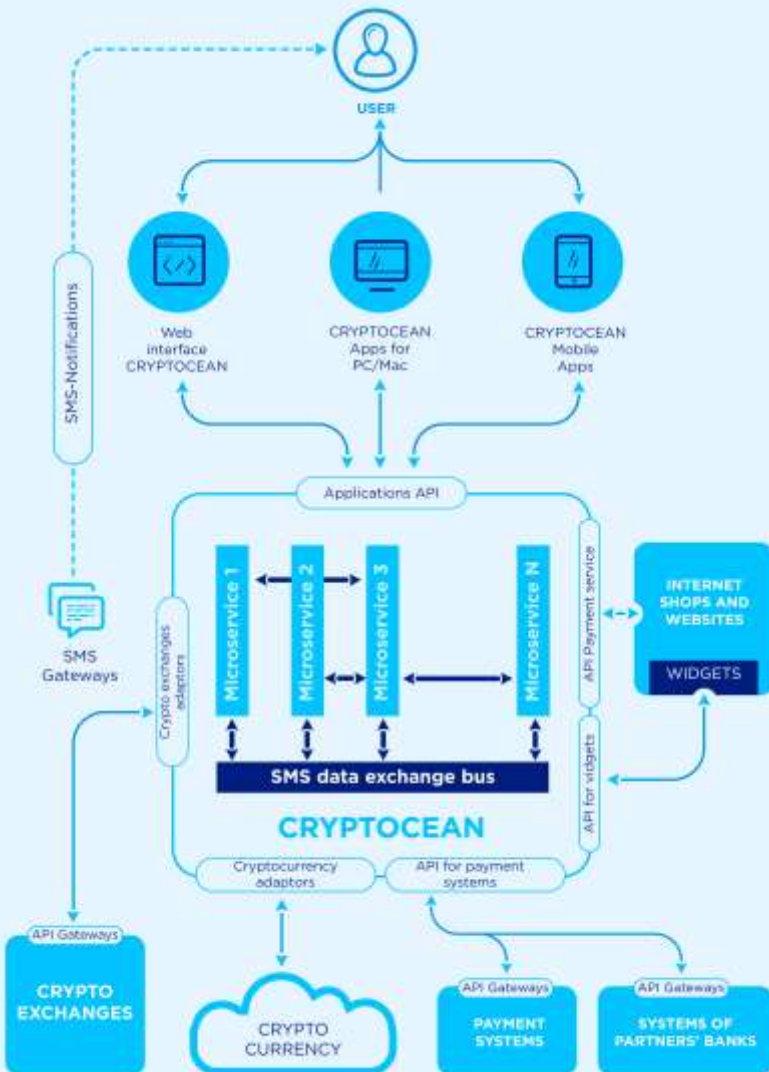 USER
Web
interface
CRYPTOCEAN
CRYPTOCEAN
Apps for
PC/Mac
CRYPTOCEAN
Mobile
Apps
SMS-Notifications
SMS
Gateways
Applications API
Microservice 1
Microservice 2
Microservice 3
Microservice N
SMS data exchange bus
CRYPTOCEAN
Crypto exchanges
adaptors
API Payment service
API for vidgets
INTERNET
SHOPS AND
WEBSITES
WIDGETS
Cryptocurrency
adaptors
API for payment
systems
API Gateways
CRYPTO
EXCHANGES
CRYPTO
CURRENCY
API Gateways
PAYMENT
SYSTEMS
API Gateways
SYSTEMS OF
PARTNERS' BANKS